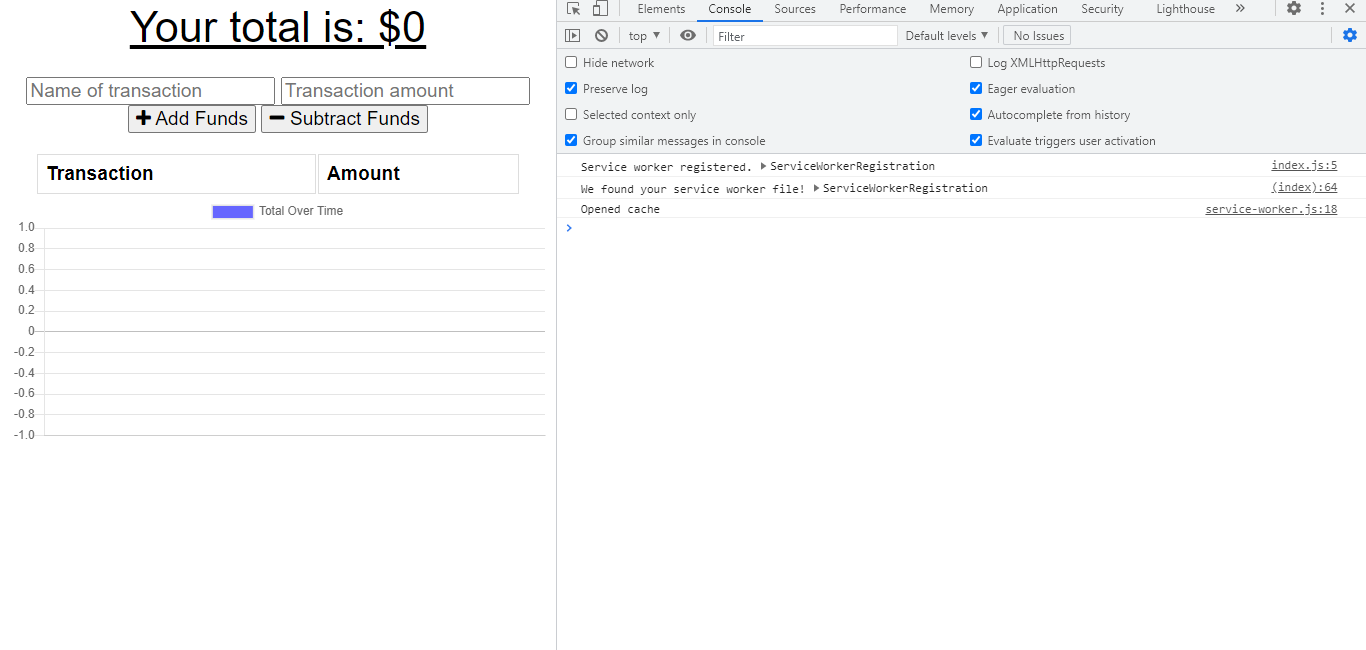 Your total is: $0
Name of transaction Transaction amount
Add Funds Subtract Funds
Transaction Amount
Total Over Time
1.0
0.8
0.6
0.4
0.2
0
-0.2
-0.4
-0.6
-0.8
-1.0
Elements Console Sources Performance Memory Application Security Lighthouse »
top ▼ Filter Default levels ▼ No Issues
Hide network Log XMLHttpRequests
Preserve log Eager evaluation
Selected context only Autocomplete from history
Group similar messages in console Evaluate triggers user activation
Service worker registered. ▶ ServiceWorkerRegistration index.js:5
We found your service worker file! ▶ ServiceWorkerRegistration (index):64
Opened cache service-worker.js:18